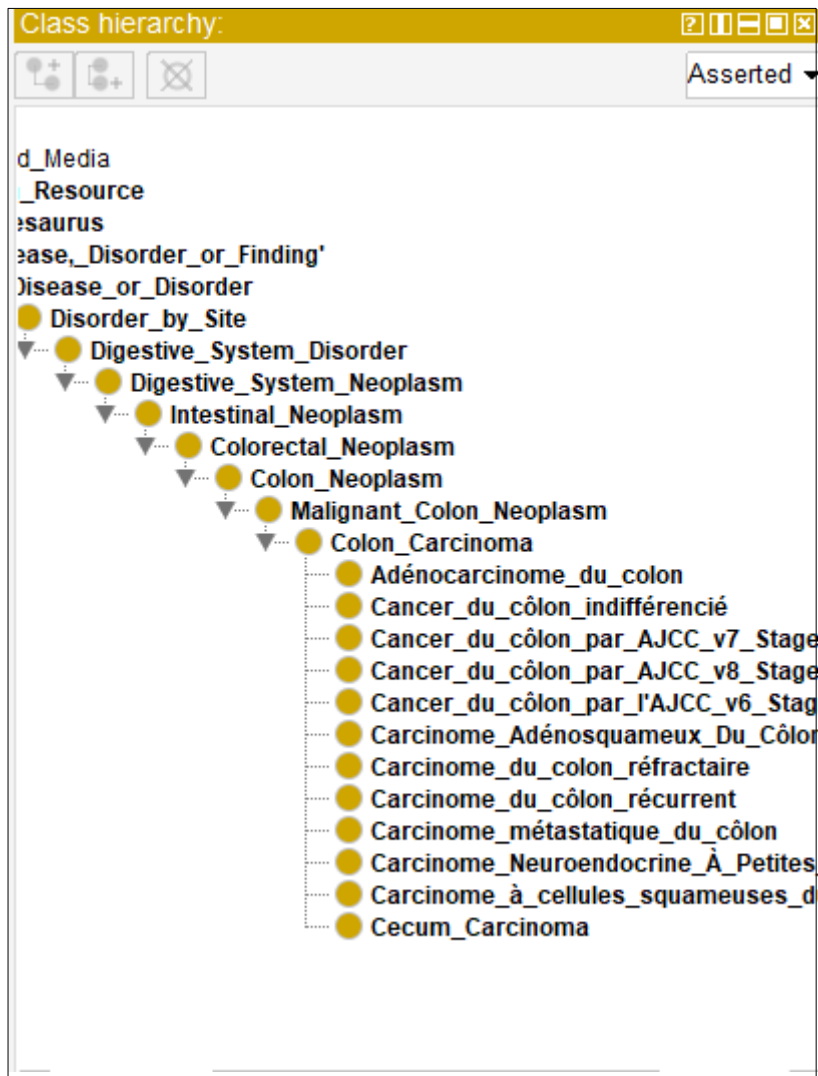 Class hierarchy:
Asserted
d_Media
_Resource
esaurus
ease,_Disorder_or_Finding'
Disease_or_Disorder
Disorder_by_Site
Digestive_System_Disorder
Digestive_System_Neoplasm
Intestinal_Neoplasm
Colorectal_Neoplasm
Colon_Neoplasm
Malignant_Colon_Neoplasm
Colon_Carcinoma
Adénocarcinome_du_colon
Cancer_du_côlon_indifférencié
Cancer_du_côlon_par_AJCC_v7_Stage
Cancer_du_côlon_par_AJCC_v8_Stage
Cancer_du_côlon_par_l'AJCC_v6_Stag
Carcinome_Adénosquameux_Du_Côlon
Carcinome_du_colon_réfractaire
Carcinome_du_côlon_récurrent
Carcinome_métastatique_du_côlon
Carcinome_Neuroendocrine_À_Petites_
Carcinome_à_cellules_squameuses_d
Cecum_Carcinoma